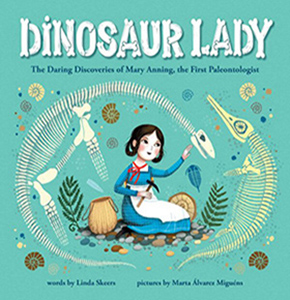 DINOSAUR LADY
The Daring Discoveries of Mary Anning, the First Paleontologist
words by Linda Skeers
pictures by Marta Álvarez Miguéns